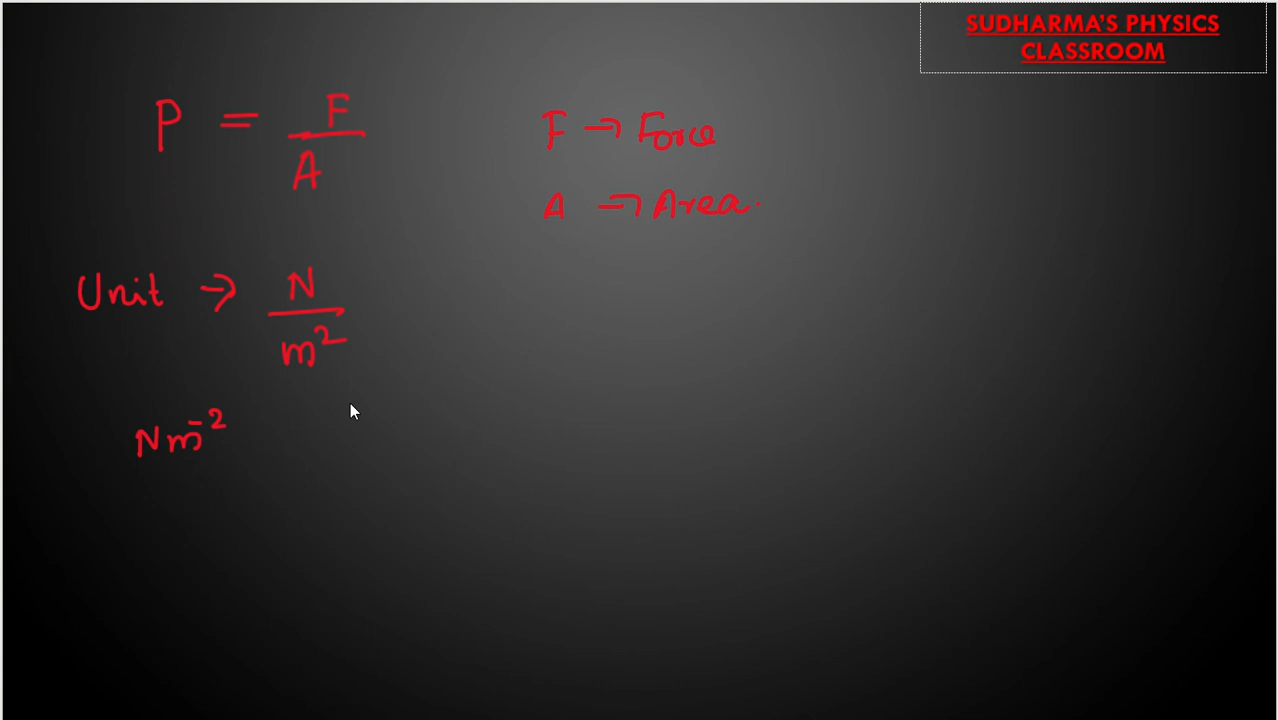 SUDHARMA'S PHYSICS
CLASSROOM
P = F/A
F → Force
A → Area.
Unit → N/m²
Nm⁻²